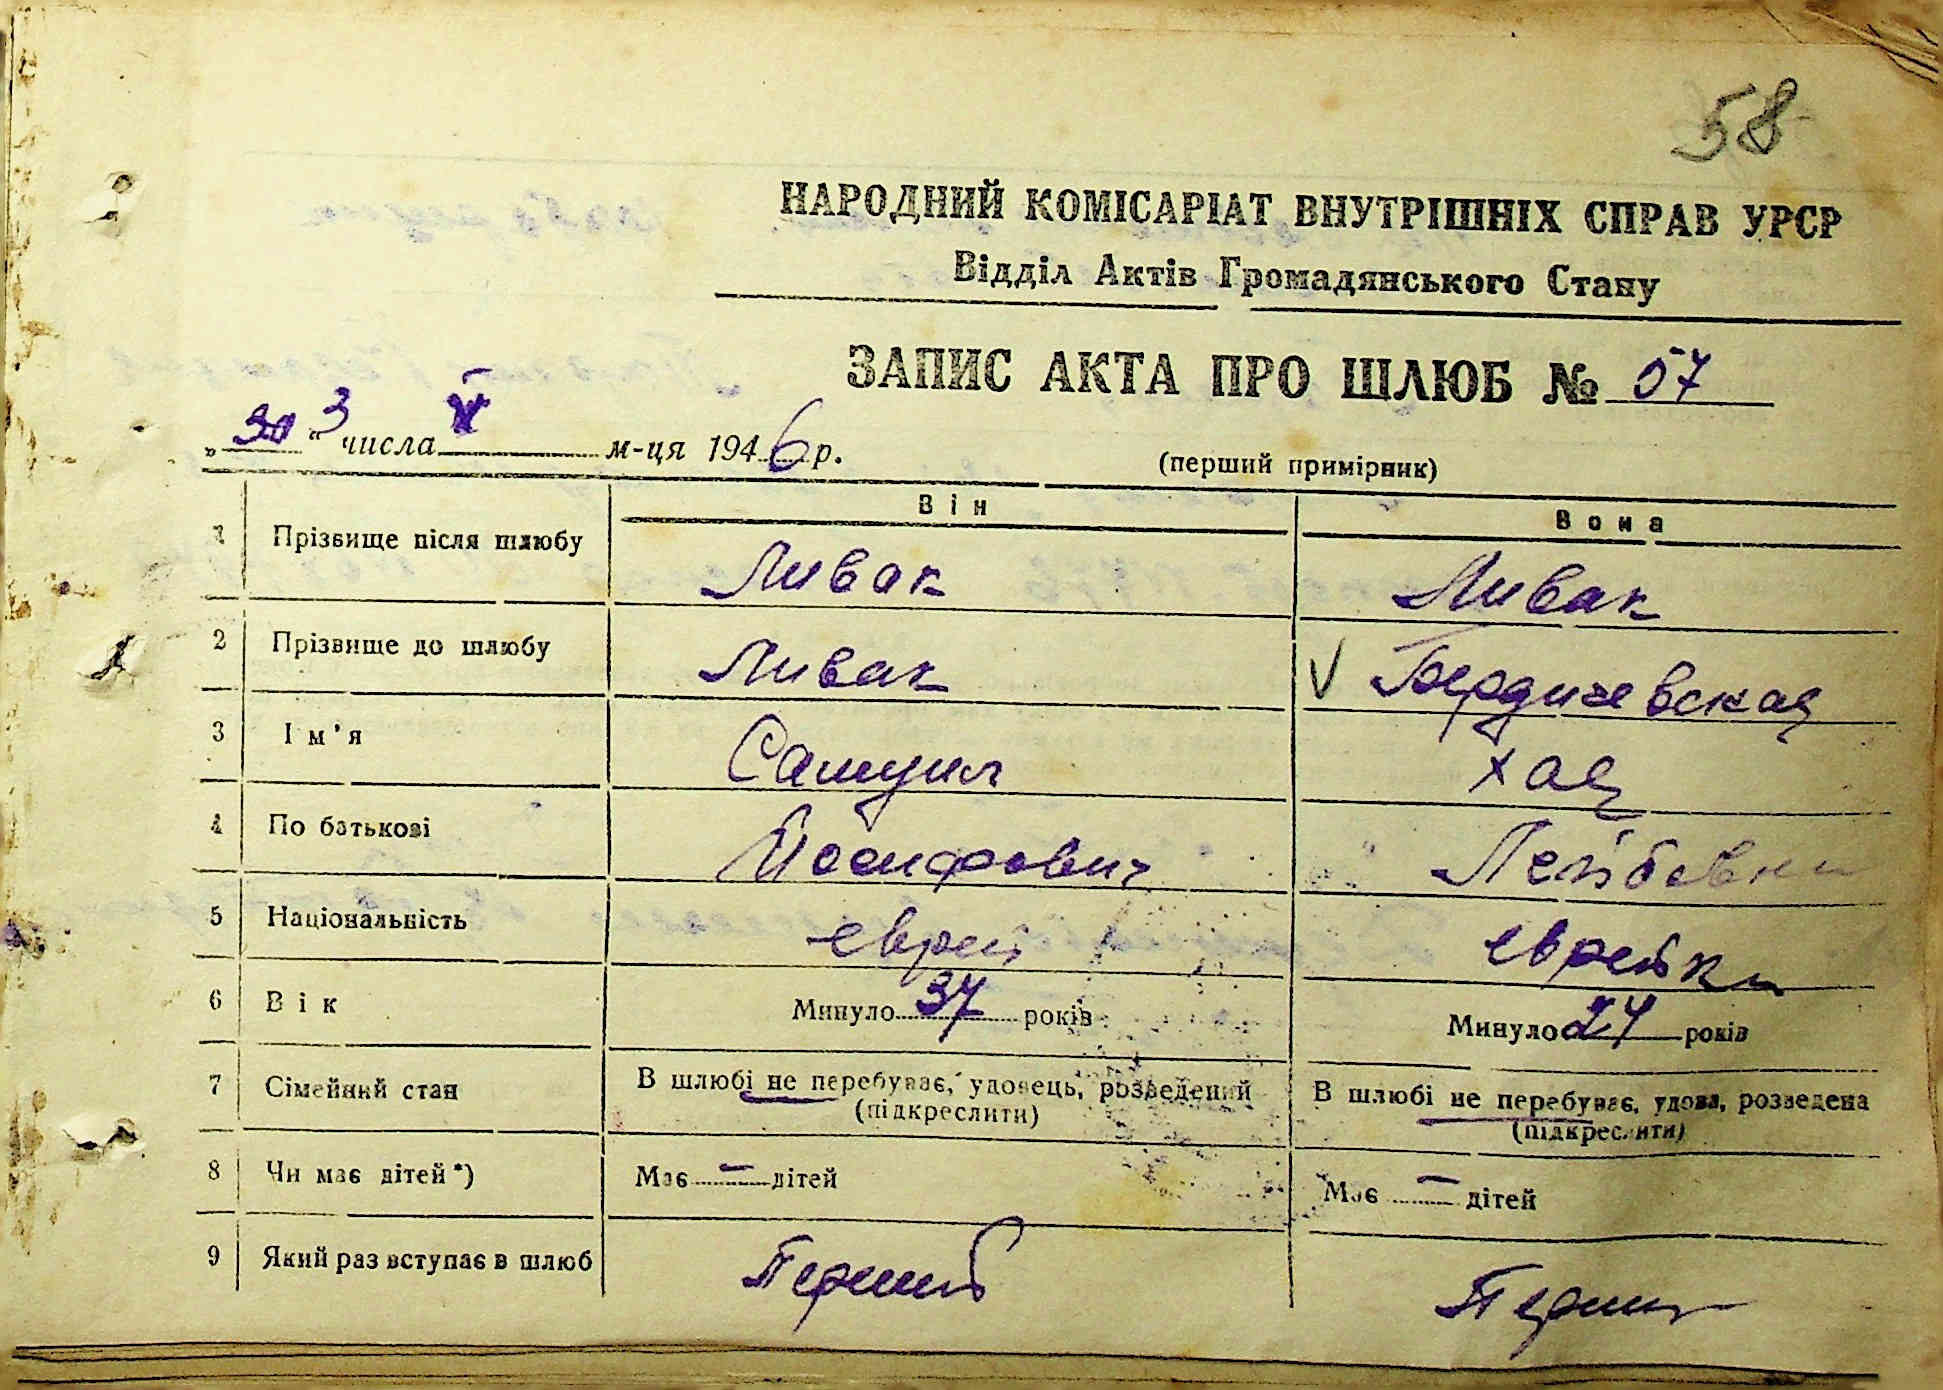 58
НАРОДНИЙ КОМІСАРІАТ ВНУТРІШНІХ СПРАВ УРСР
Відділ Актів Громадянського Стану
ЗАПИС АКТА ПРО ШЛЮБ № 57
„ “ 3 числа V м-ця 1946 р.
(перший примірник)
Він Вона
1 Прізвище після шлюбу Ливак Ливак
2 Прізвище до шлюбу Ливак V Бердичевская
3 Ім'я Самуил Хая
4 По батькові Иосифович Лейбовна
5 Національність еврей еврейка
6 Вік Минуло 37 років Минуло 24 років
7 Сімейний стан В шлюбі не перебуває, удовець, розведений (підкреслити) В шлюбі не перебуває, удова, розведена (підкреслити)
8 Чи має дітей*) Має — дітей Має — дітей
9 Який раз вступає в шлюб Перший Перший